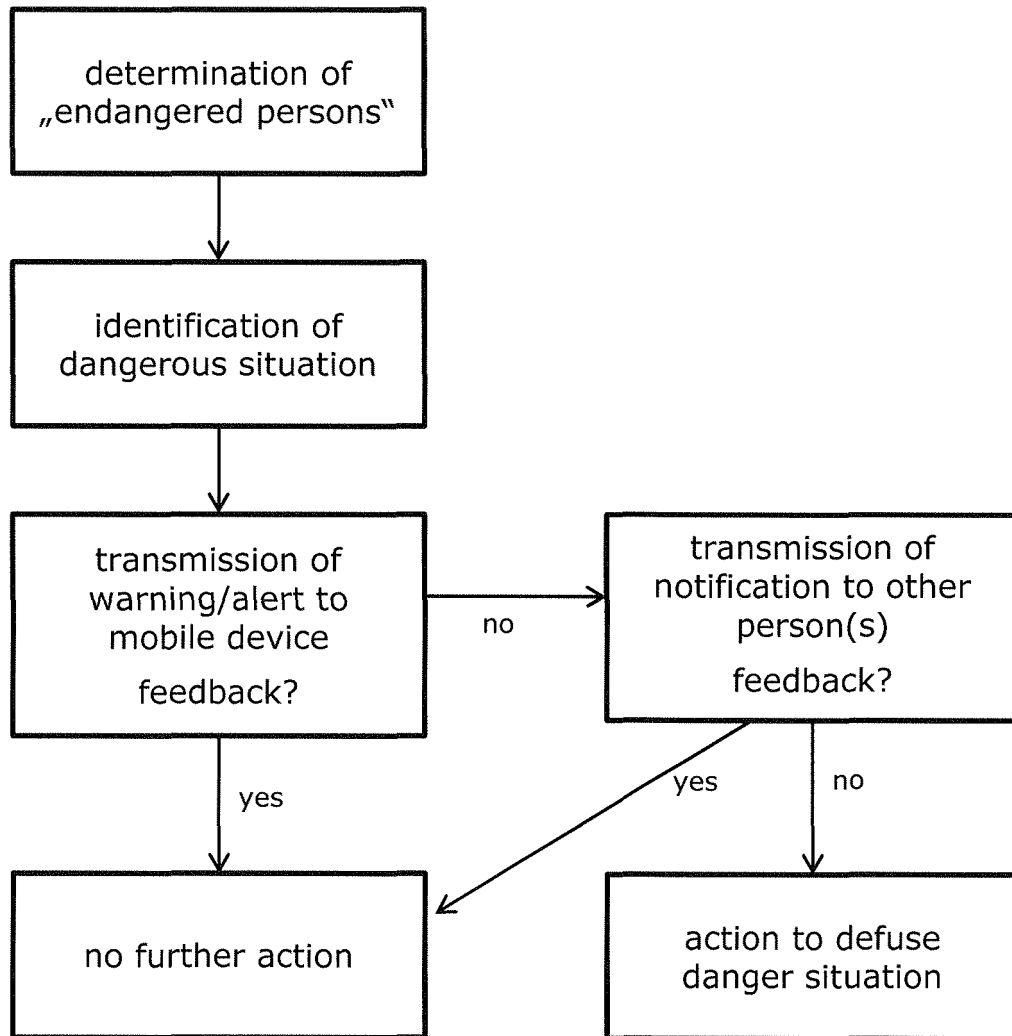 determination of
„endangered persons“
identification of
dangerous situation
transmission of
warning/alert to
mobile device
feedback?
no
transmission of
notification to other
person(s)
feedback?
yes
yes
no
no further action
action to defuse
danger situation